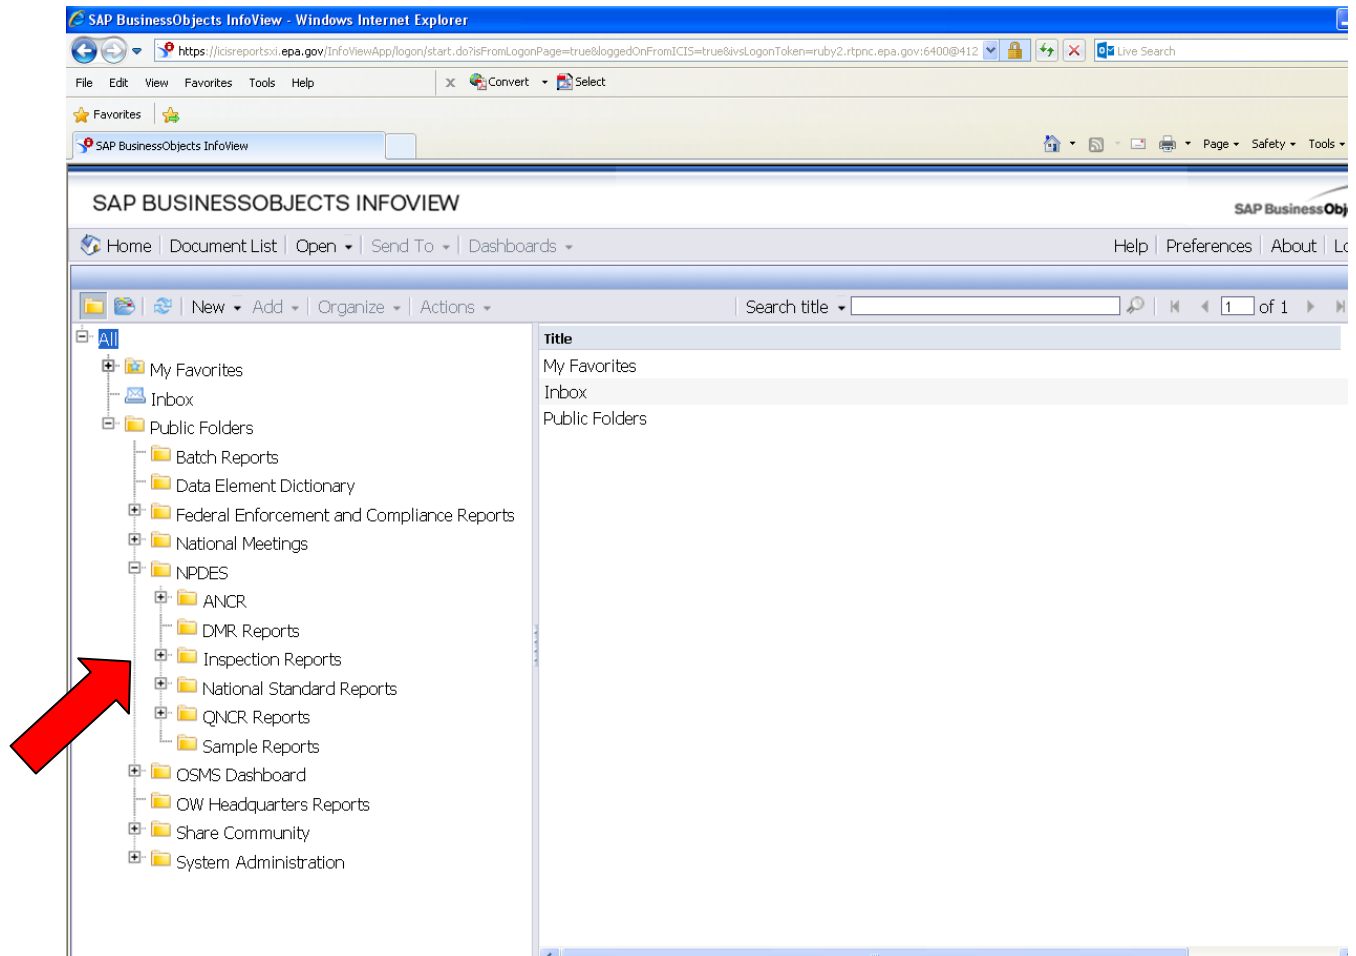 SAP BusinessObjects InfoView - Windows Internet Explorer
https://icisreportsxi.epa.gov/InfoViewApp/logon/start.do?isFromLogonPage=true&loggedOnFromICIS=true&ivsLogonToken=ruby2.rtpnc.epa.gov:6400@412 Live Search
File Edit View Favorites Tools Help x Convert Select
Favorites
SAP BusinessObjects InfoView Page Safety Tools
SAP BUSINESSOBJECTS INFOVIEW
SAP BusinessObj
Home Document List Open Send To Dashboards Help Preferences About Lo
New Add Organize Actions Search title 1 of 1
All
My Favorites
Inbox
Public Folders
Batch Reports
Data Element Dictionary
Federal Enforcement and Compliance Reports
National Meetings
NPDES
ANCR
DMR Reports
Inspection Reports
National Standard Reports
QNCR Reports
Sample Reports
OSMS Dashboard
OW Headquarters Reports
Share Community
System Administration
Title
My Favorites
Inbox
Public Folders